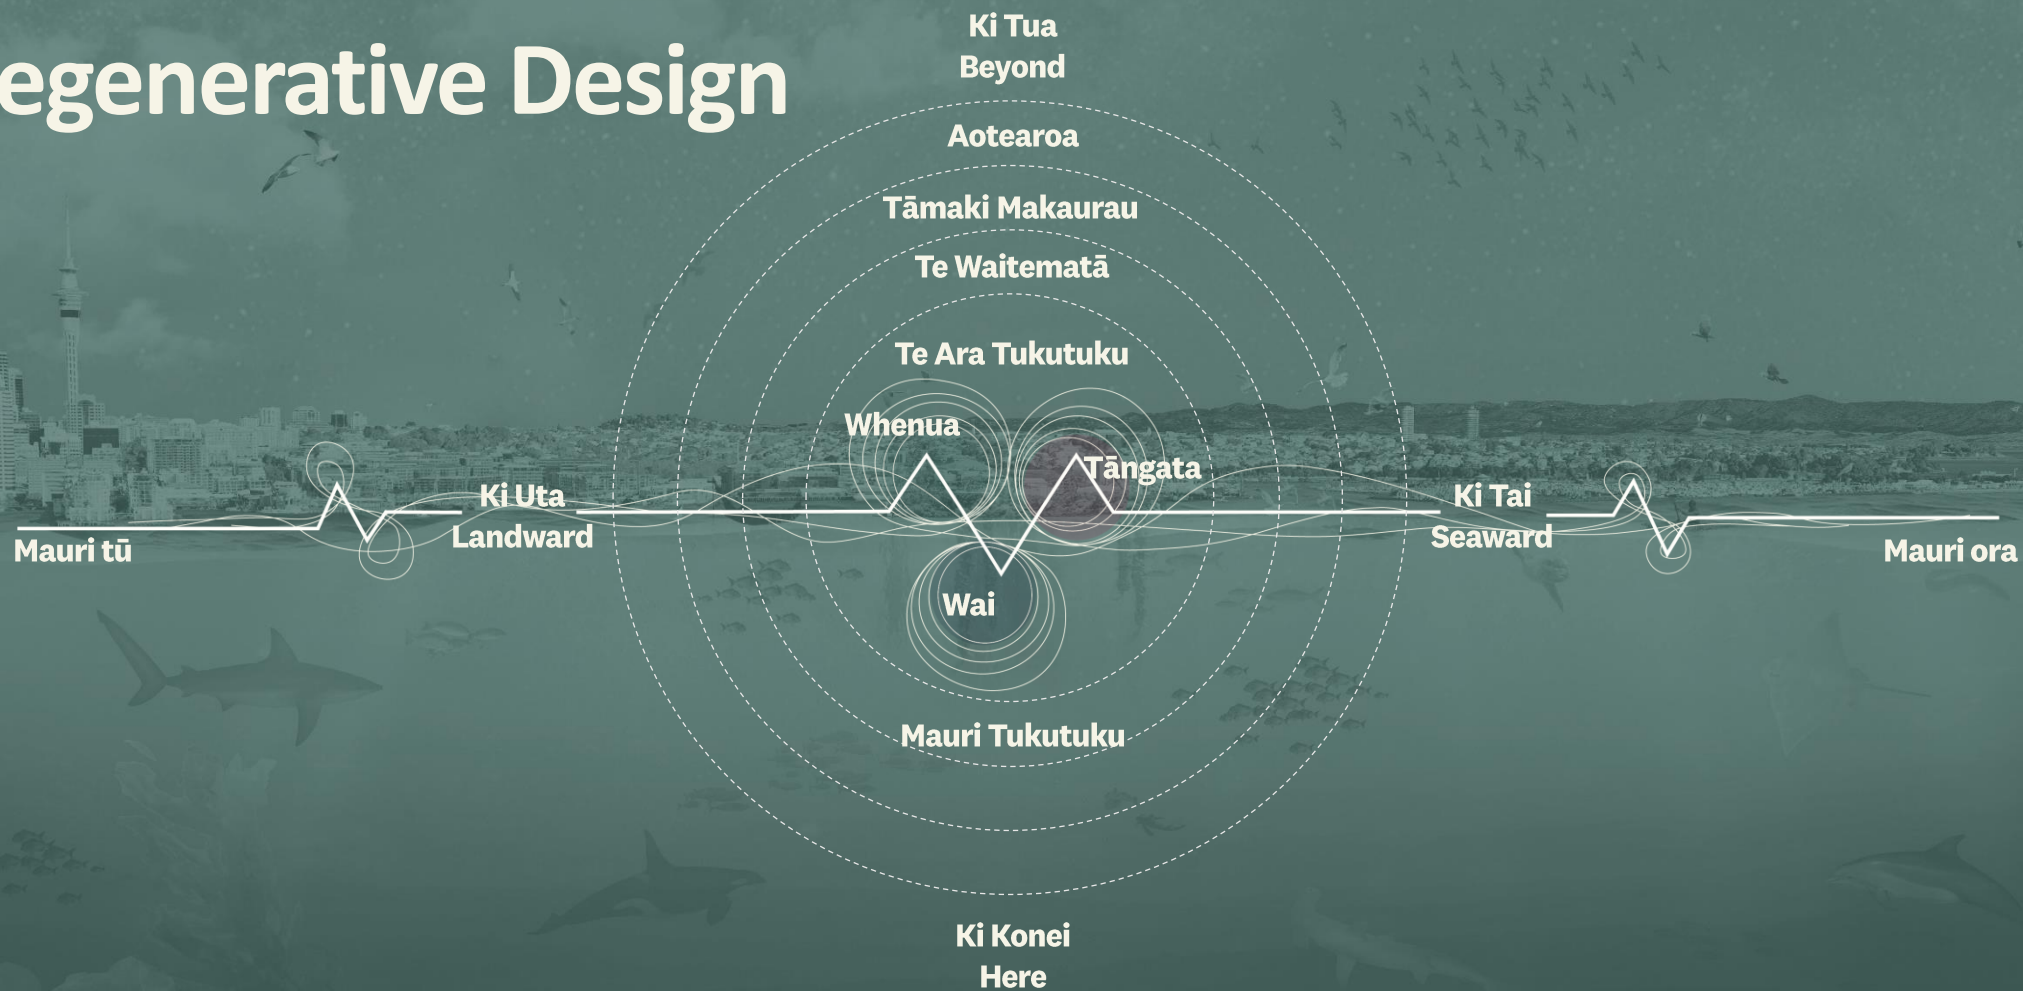 egenerative Design
Ki Tua
Beyond
Aotearoa
Tāmaki Makaurau
Te Waitematā
Te Ara Tukutuku
Whenua
Tāngata
Ki Uta
Landward
Ki Tai
Seaward
Mauri tū
Mauri ora
Wai
Mauri Tukutuku
Ki Konei
Here